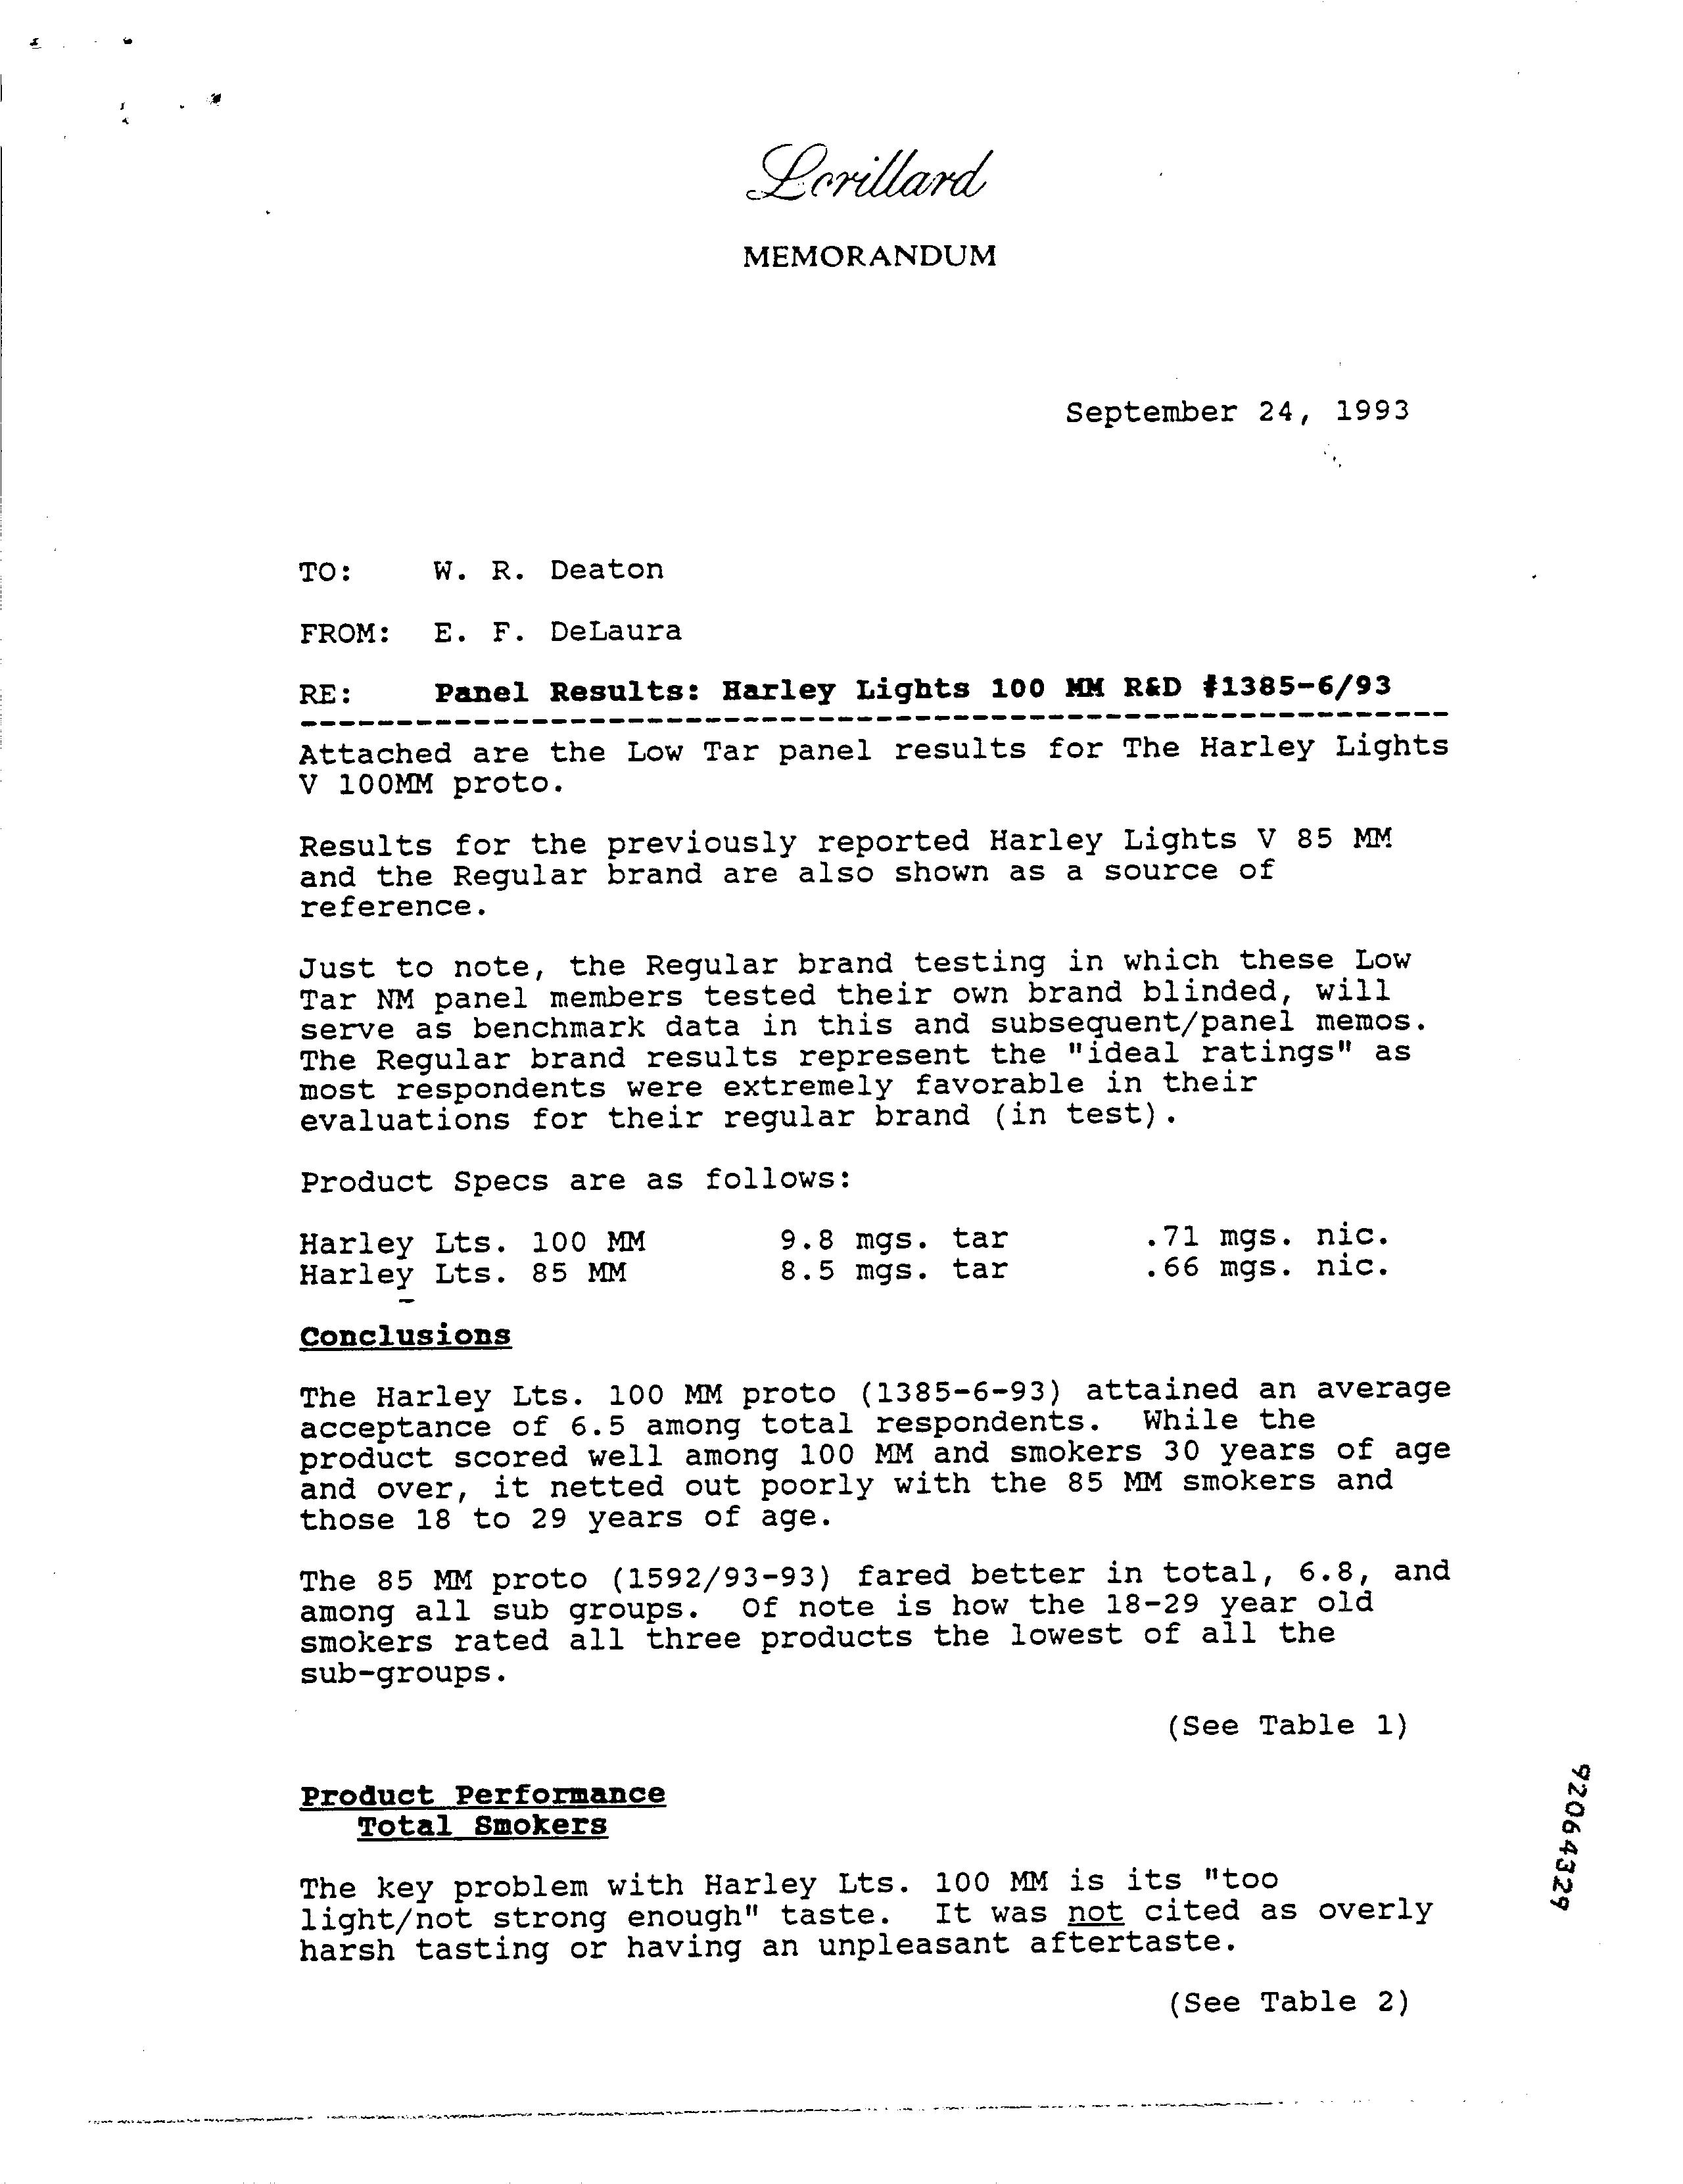 Lorillard
MEMORANDUM
September 24, 1993
TO: W. R. Deaton
FROM: E. F. DeLaura
RE: Panel Results: Harley Lights 100 MM R&D #1385-6/93
Attached are the Low Tar panel results for The Harley Lights
V 100MM proto.
Results for the previously reported Harley Lights V 85 MM
and the Regular brand are also shown as a source of
reference.
Just to note, the Regular brand testing in which these Low
Tar NM panel members tested their own brand blinded, will
serve as benchmark data in this and subsequent/panel memos.
The Regular brand results represent the "ideal ratings" as
most respondents were extremely favorable in their
evaluations for their regular brand (in test).
Product Specs are as follows:
Harley Lts. 100 MM 9.8 mgs. tar .71 mgs. nic.
Harley Lts. 85 MM 8.5 mgs. tar .66 mgs. nic.
Conclusions
The Harley Lts. 100 MM proto (1385-6-93) attained an average
acceptance of 6.5 among total respondents. While the
product scored well among 100 MM and smokers 30 years of age
and over, it netted out poorly with the 85 MM smokers and
those 18 to 29 years of age.
The 85 MM proto (1592/93-93) fared better in total, 6.8, and
among all sub groups. Of note is how the 18-29 year old
smokers rated all three products the lowest of all the
sub-groups.
(See Table 1)
Product Performance
Total Smokers
The key problem with Harley Lts. 100 MM is its "too
light/not strong enough" taste. It was not cited as overly
harsh tasting or having an unpleasant aftertaste.
(See Table 2)
92064329